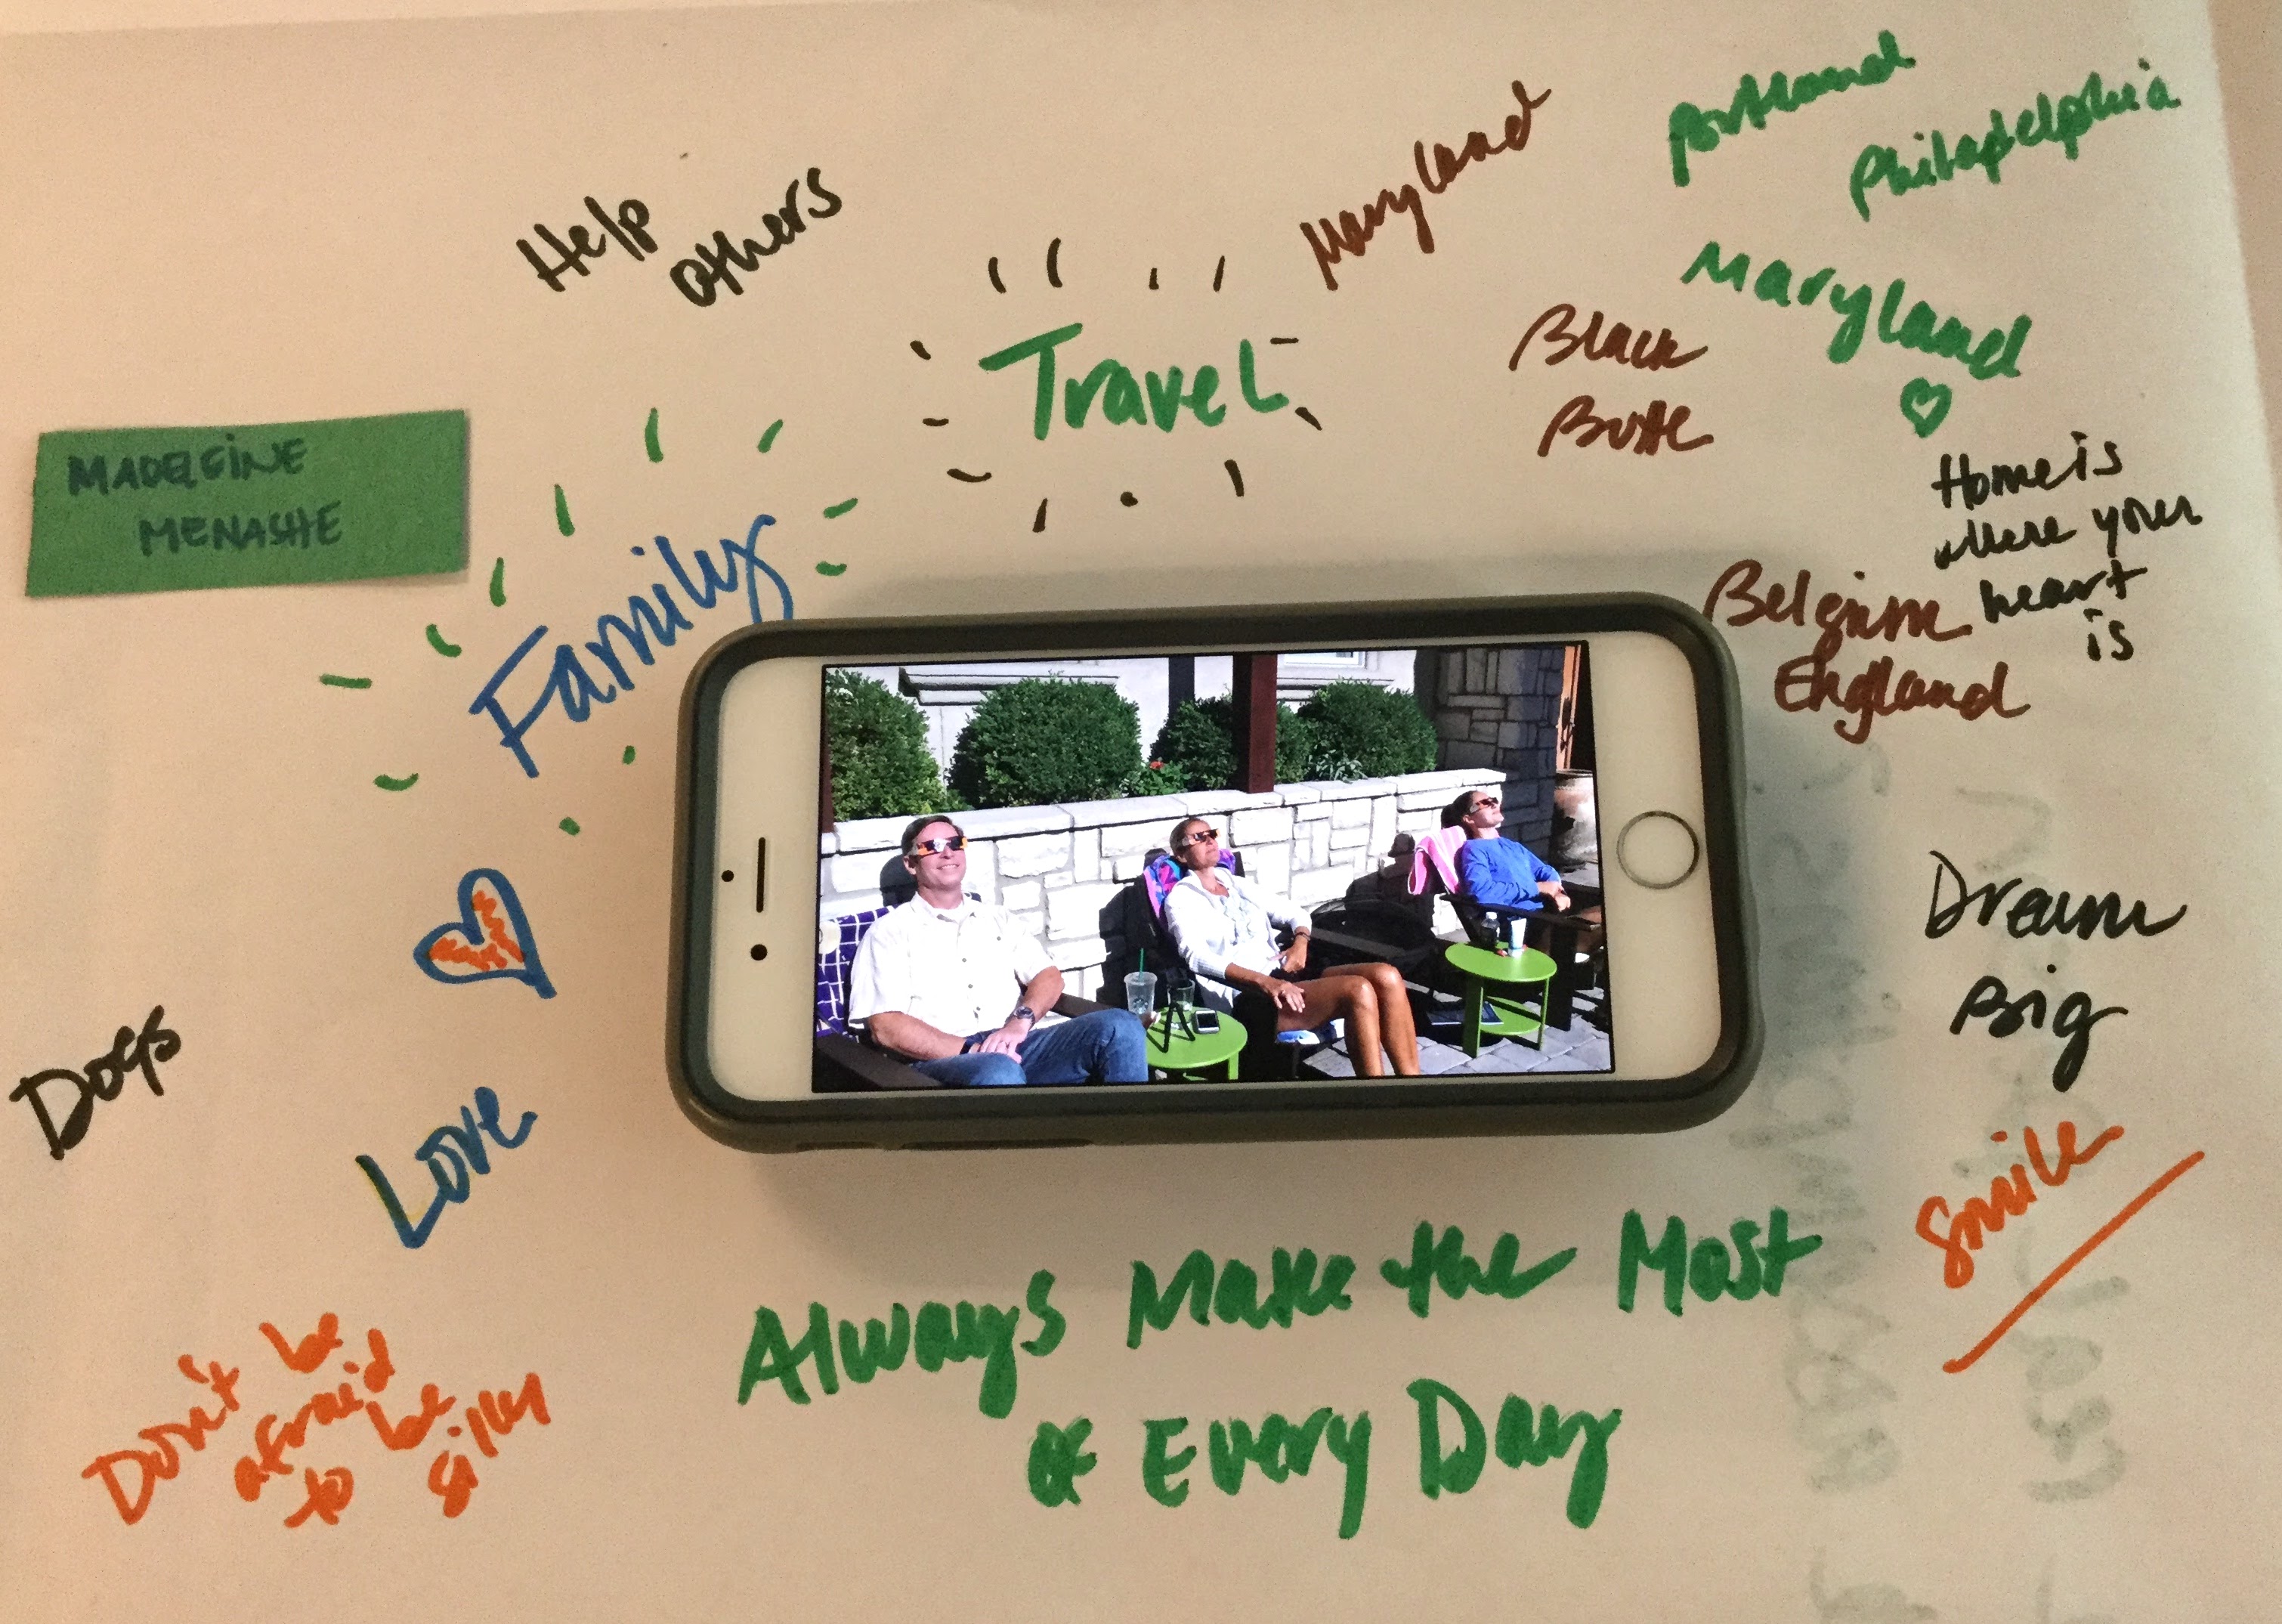 Portland
Philadelphia
Maryland
Help
others
Maryland
Travel
Black
Butte
MADELEINE
MENASHE
Home is
where your
heart
is
Family
Belgium
England
Dream
Big
Dogs
Love
Smile
Always Make the Most
of Every Day
Don't be
afraid
to be
silly